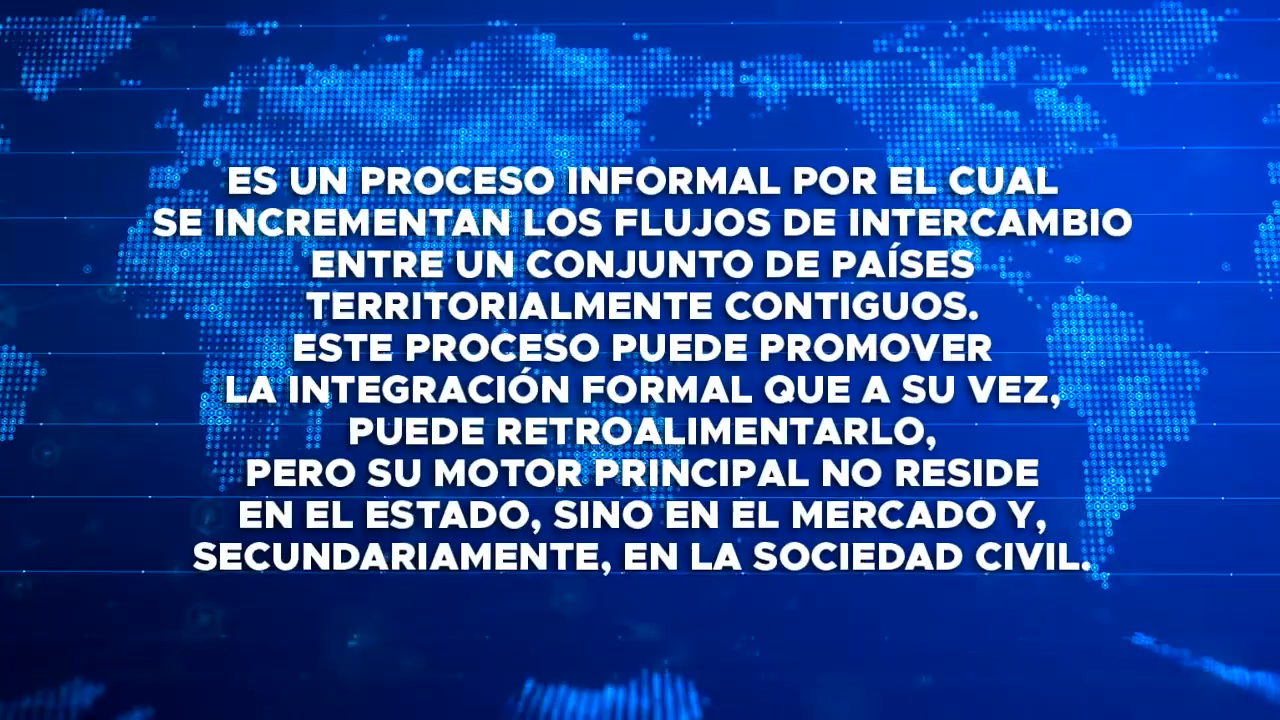 ES UN PROCESO INFORMAL POR EL CUAL
SE INCREMENTAN LOS FLUJOS DE INTERCAMBIO
ENTRE UN CONJUNTO DE PAÍSES
TERRITORIALMENTE CONTIGUOS.
ESTE PROCESO PUEDE PROMOVER
LA INTEGRACIÓN FORMAL QUE A SU VEZ,
PUEDE RETROALIMENTARLO,
PERO SU MOTOR PRINCIPAL NO RESIDE
EN EL ESTADO, SINO EN EL MERCADO Y,
SECUNDARIAMENTE, EN LA SOCIEDAD CIVIL.